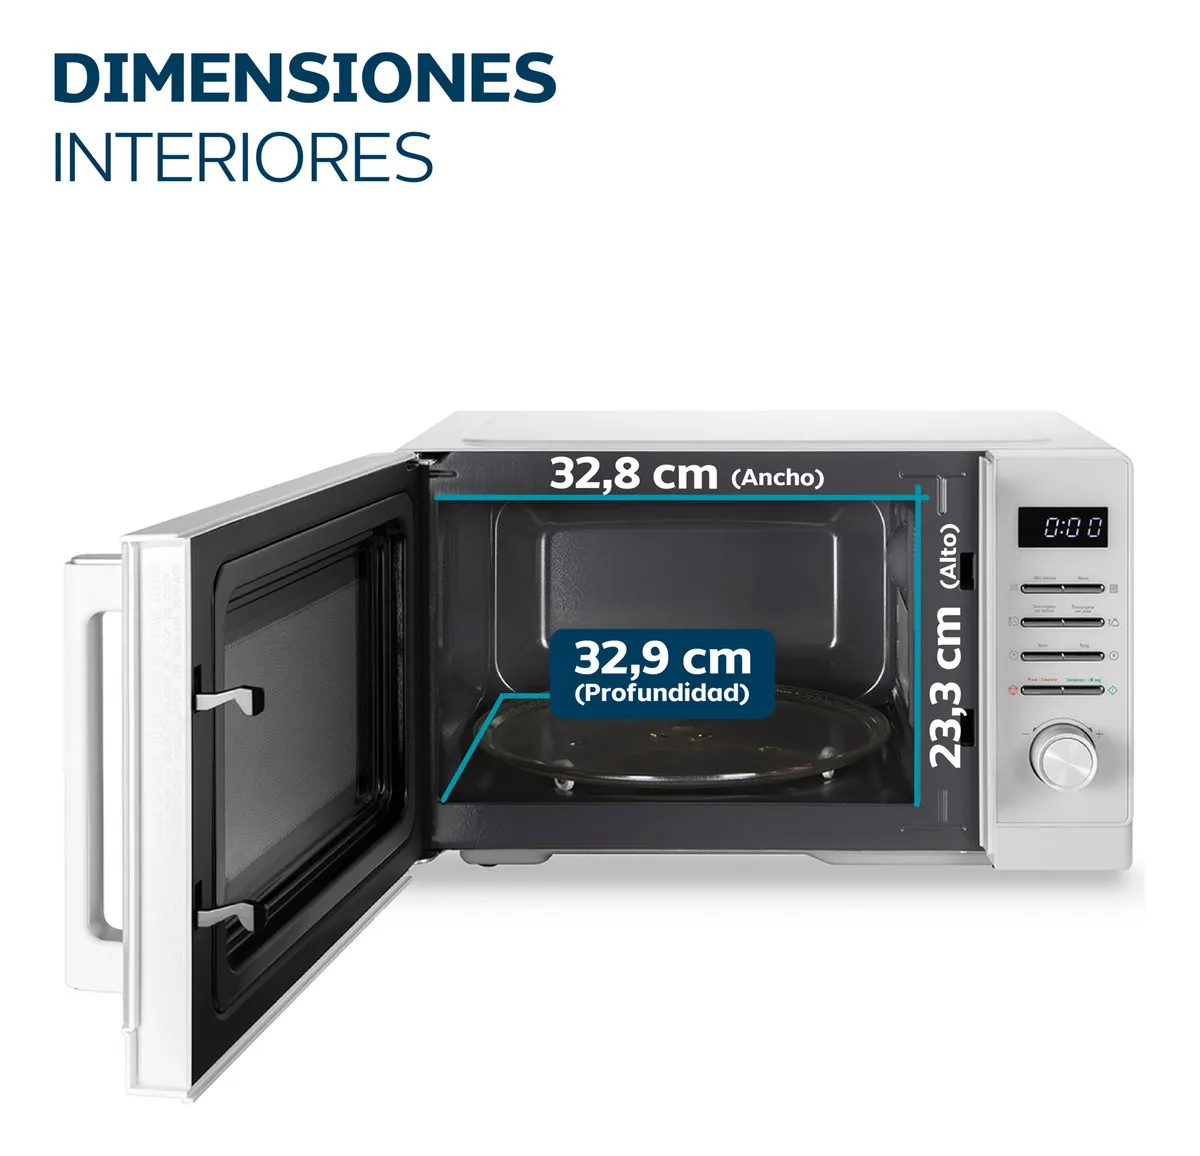 DIMENSIONES
INTERIORES
32,8 cm (Ancho)
23,3 cm (Alto)
32,9 cm
(Profundidad)
0:00